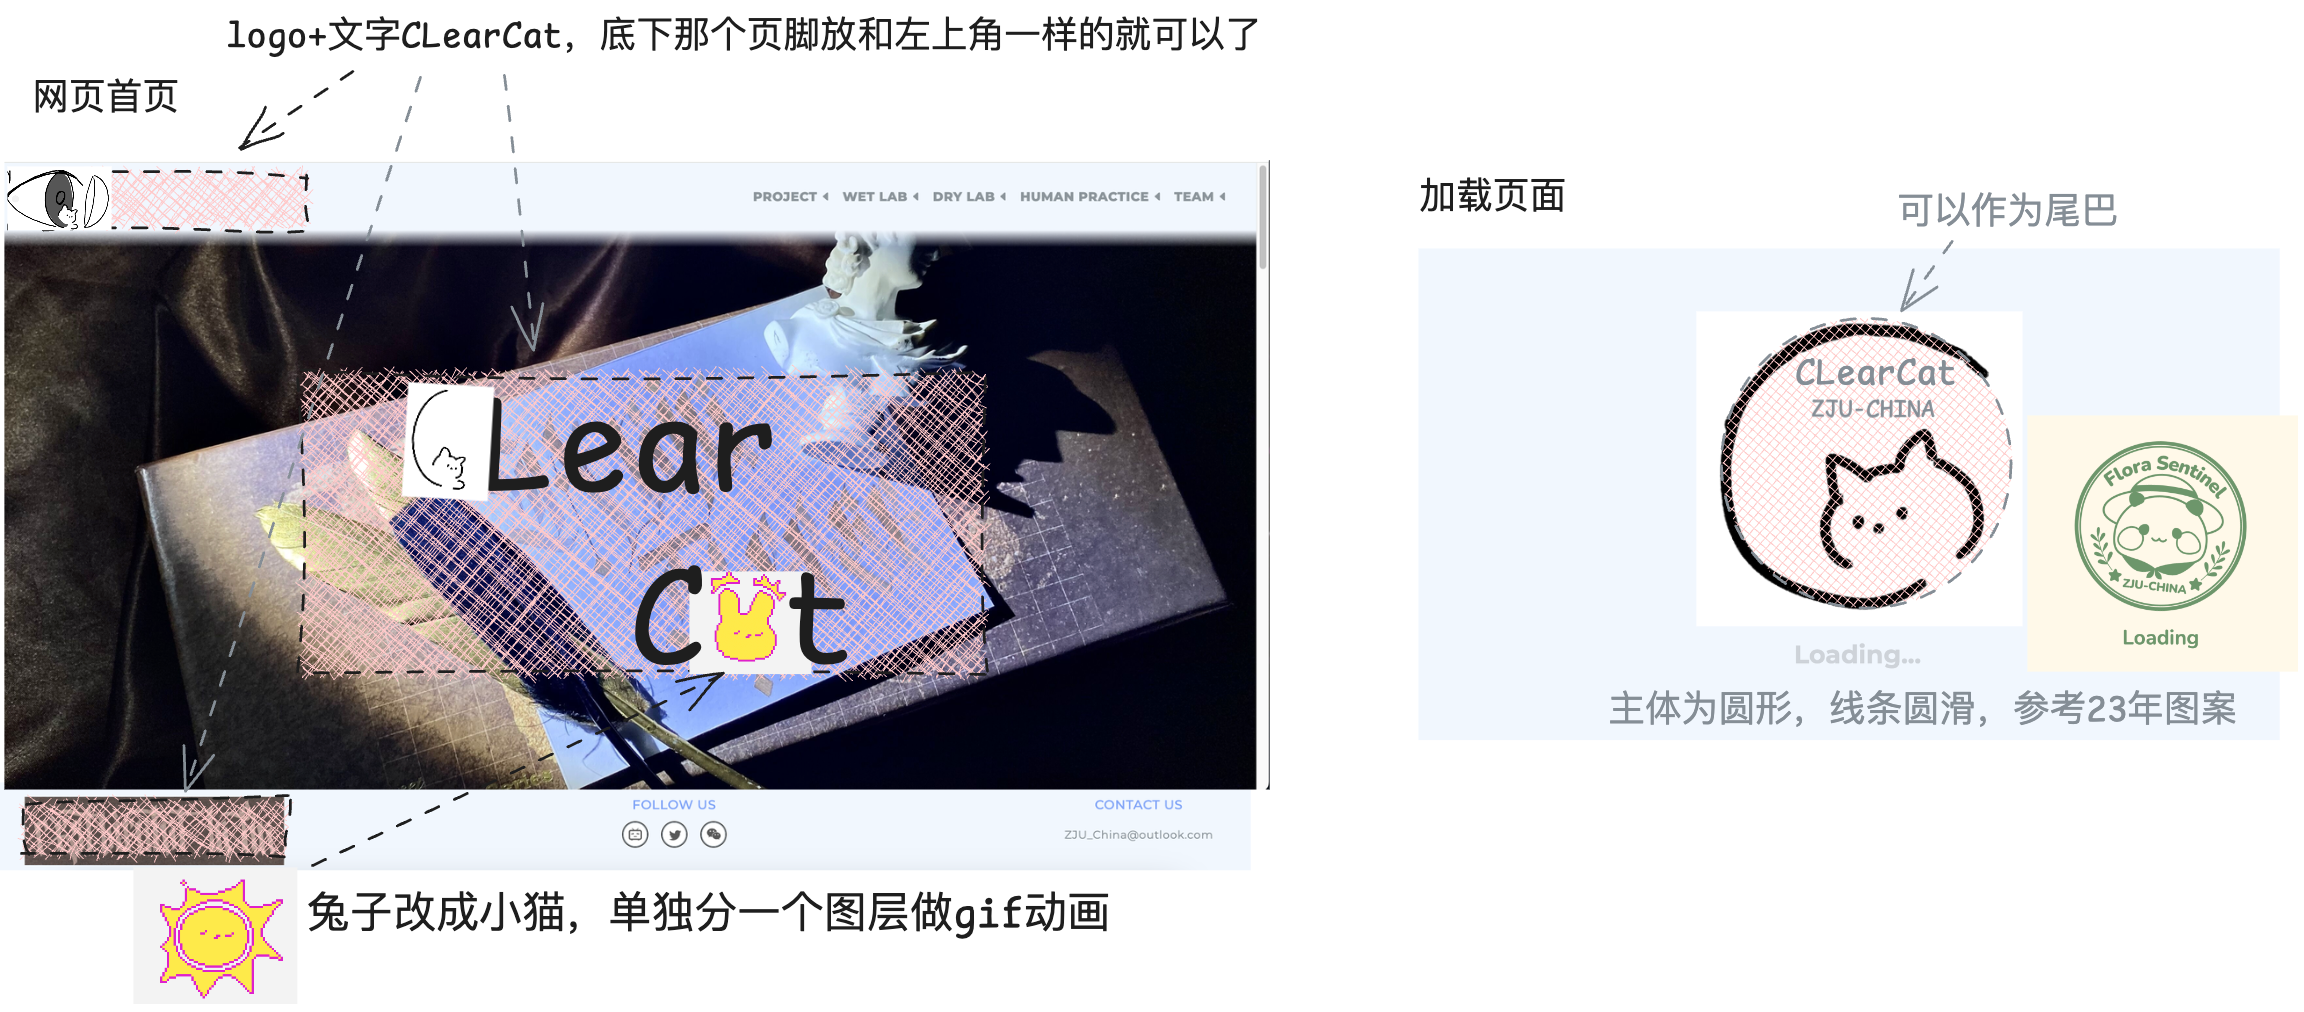 logo+文字CLearCat，底下那个页脚放和左上角一样的就可以了
网页首页
PROJECT WET LAB DRY LAB HUMAN PRACTICE TEAM
Lear
C t
FOLLOW US
CONTACT US
ZJU_China@outlook.com
兔子改成小猫，单独分一个图层做gif动画
加载页面
可以作为尾巴
CLearCat
ZJU-CHINA
Flora Sentinel
ZJU-CHINA
Loading
Loading...
主体为圆形，线条圆滑，参考23年图案